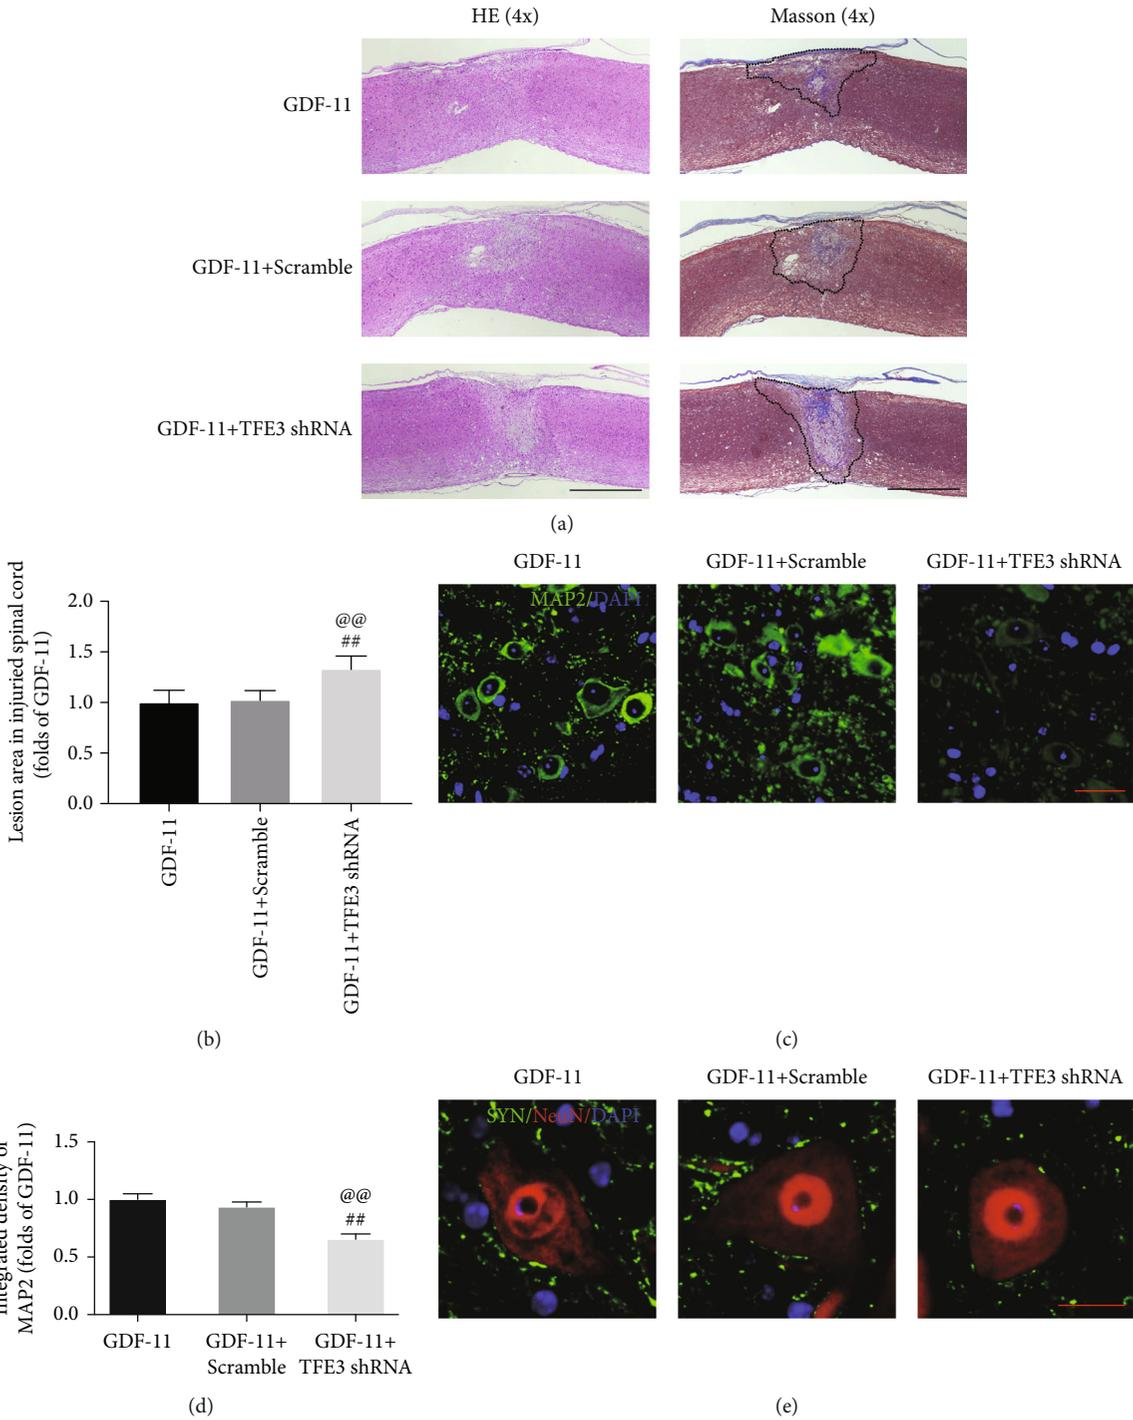 HE (4x)
Masson (4x)
GDF-11
GDF-11+Scramble
GDF-11+TFE3 shRNA
(a)
Lesion area in injuried spinal cord
(folds of GDF-11)
2.0
1.5
1.0
0.5
0.0
@@
##
GDF-11
GDF-11+Scramble
GDF-11+TFE3 shRNA
(b)
GDF-11
GDF-11+Scramble
GDF-11+TFE3 shRNA
MAP2/DAPI
(c)
Integrated density of
MAP2 (folds of GDF-11)
1.5
1.0
0.5
0.0
@@
##
GDF-11
GDF-11+
Scramble
GDF-11+
TFE3 shRNA
(d)
GDF-11
GDF-11+Scramble
GDF-11+TFE3 shRNA
SYN/NeuN/DAPI
(e)